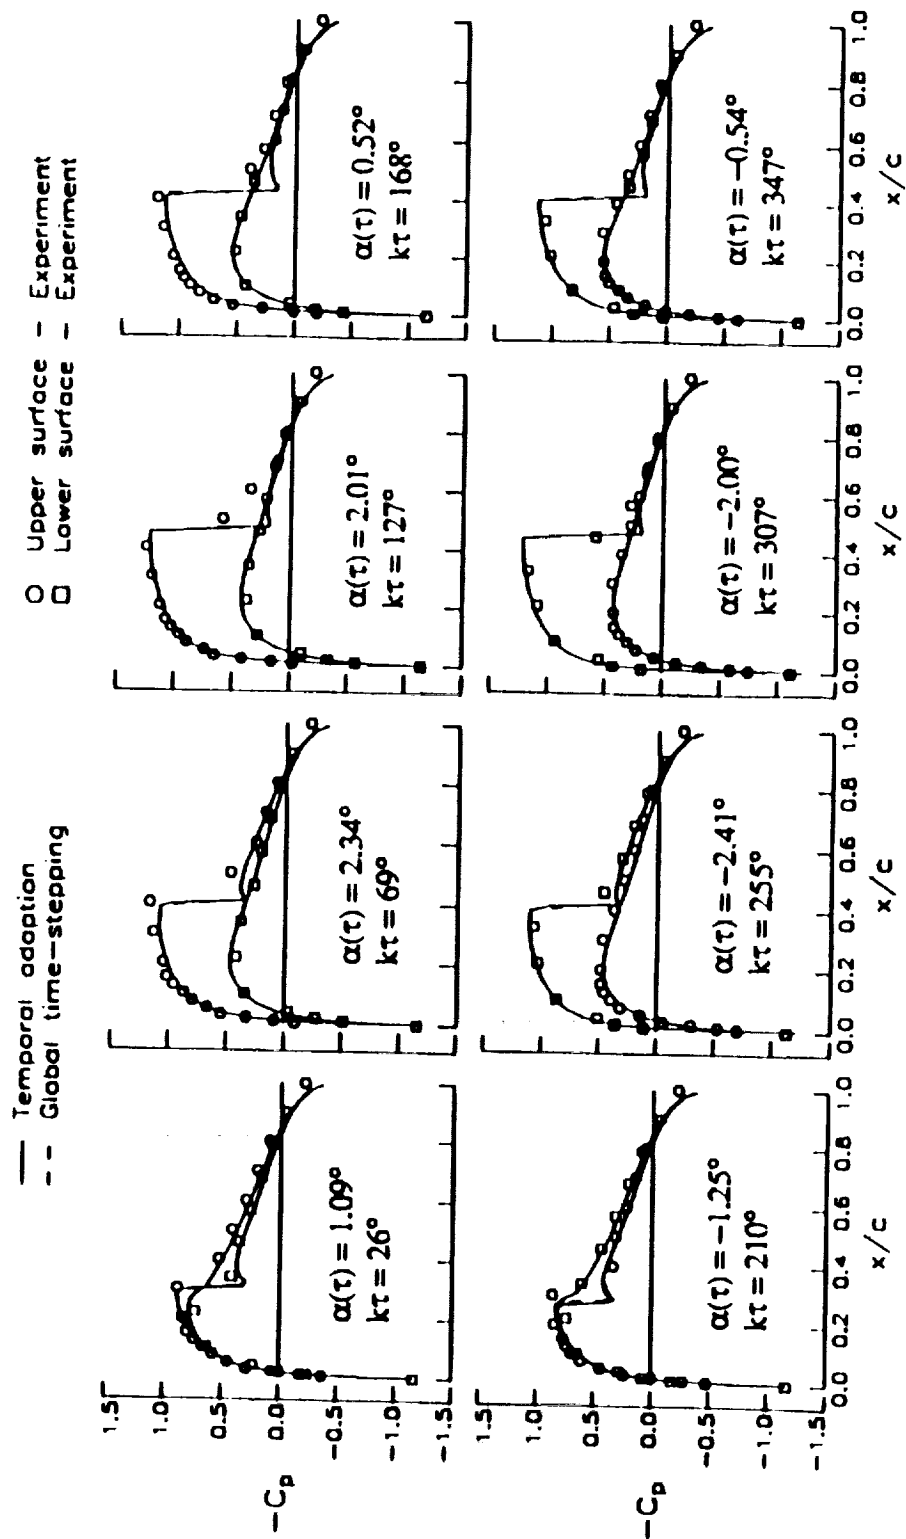 — Temporal adaption
-- Global time-stepping
○ Upper surface – Experiment
□ Lower surface – Experiment
1.5
1.0
0.5
0.0
-0.5
-1.0
-1.5
-Cp
α(τ) = 1.09°
kτ = 26°
α(τ) = 2.34°
kτ = 69°
α(τ) = 2.01°
kτ = 127°
α(τ) = 0.52°
kτ = 168°
1.5
1.0
0.5
0.0
-0.5
-1.0
-1.5
-Cp
α(τ) = -1.25°
kτ = 210°
α(τ) = -2.41°
kτ = 255°
α(τ) = -2.00°
kτ = 307°
α(τ) = -0.54°
kτ = 347°
0.0 0.2 0.4 0.6 0.8 1.0
x/c
0.0 0.2 0.4 0.6 0.8 1.0
x/c
0.0 0.2 0.4 0.6 0.8 1.0
x/c
0.0 0.2 0.4 0.6 0.8 1.0
x/c